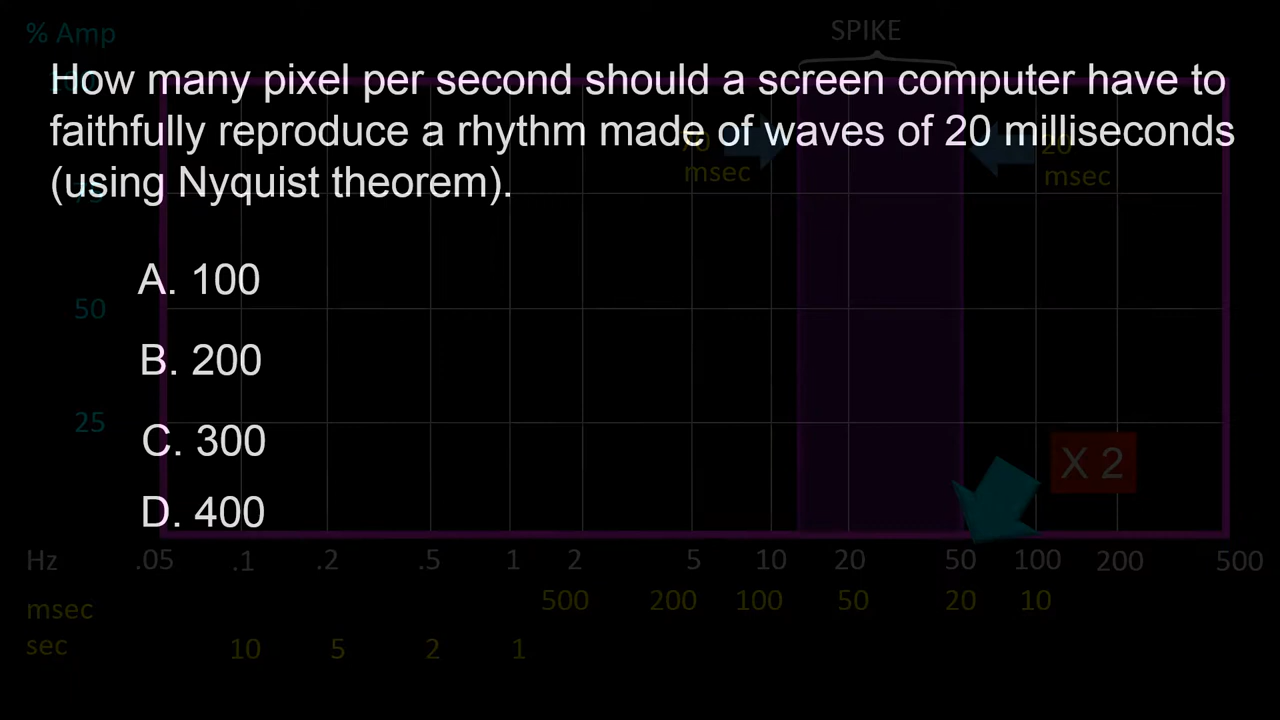 % Amp
SPIKE
How many pixel per second should a screen computer have to
faithfully reproduce a rhythm made of waves of 20 milliseconds
(using Nyquist theorem).
20
msec
msec
75
A. 100
50
B. 200
25
C. 300
X 2
D. 400
Hz .05 .1 .2 .5 1 2 5 10 20 50 100 200 500
msec 500 200 100 50 20 10
sec 10 5 2 1